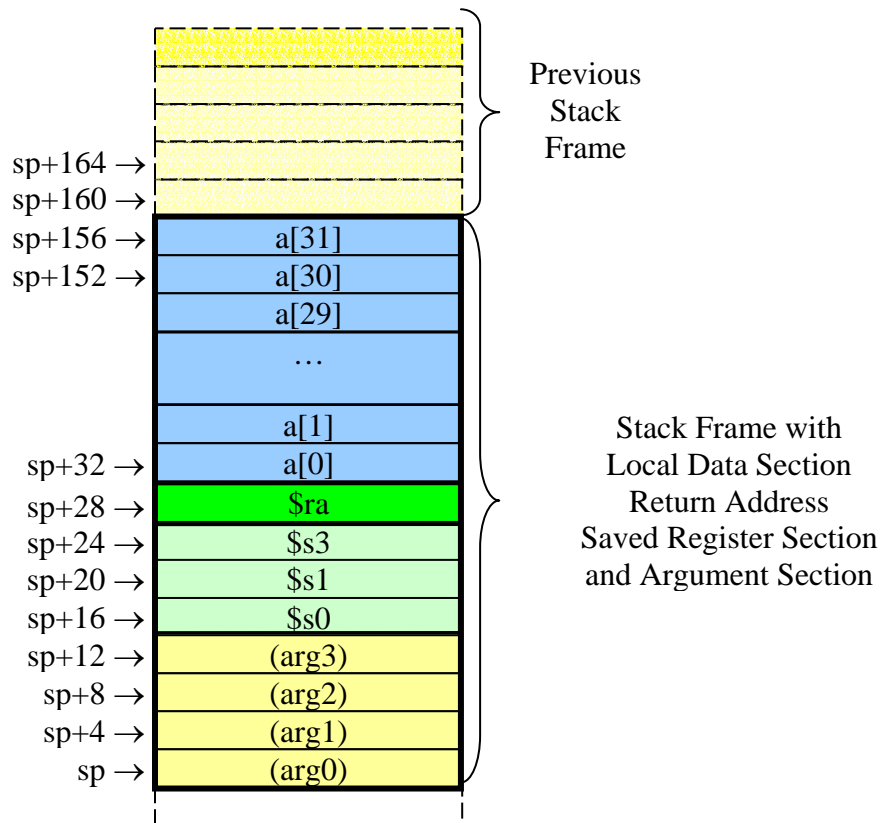 Previous
Stack
Frame
sp+164 →
sp+160 →
sp+156 → a[31]
sp+152 → a[30]
a[29]
…
a[1]
sp+32 → a[0]
sp+28 → $ra
sp+24 → $s3
sp+20 → $s1
sp+16 → $s0
sp+12 → (arg3)
sp+8 → (arg2)
sp+4 → (arg1)
sp → (arg0)
Stack Frame with
Local Data Section
Return Address
Saved Register Section
and Argument Section